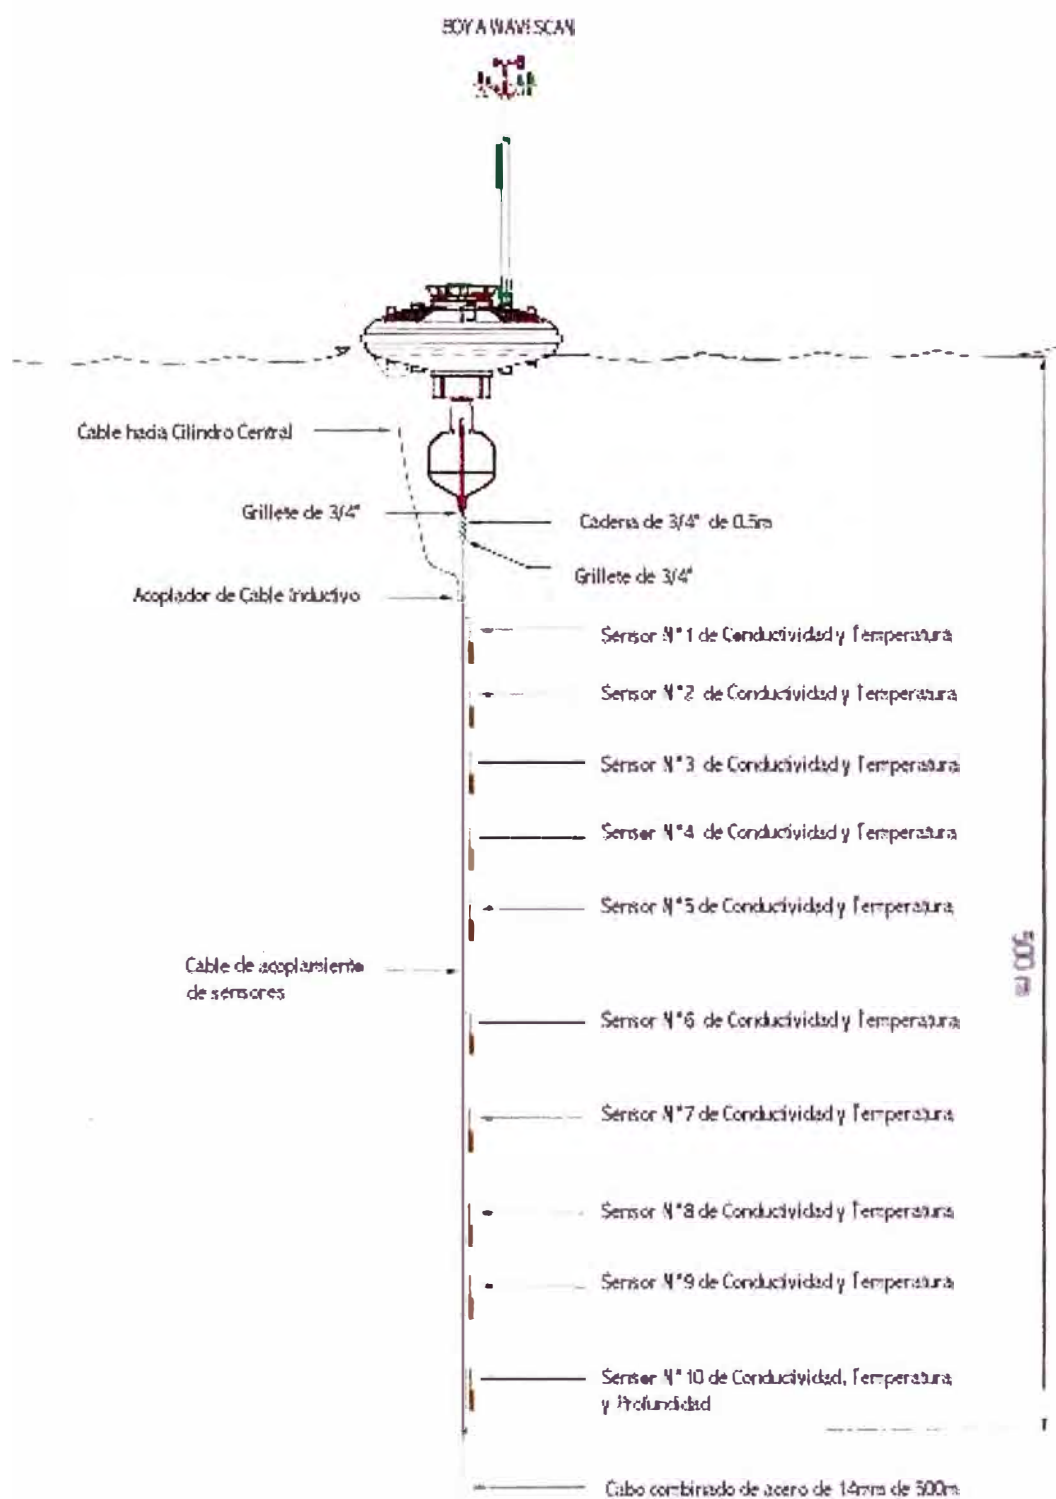 BOYA WAVESCAN
Cable hacia Cilindro Central
Grillete de 3/4"
Cadena de 3/4" de 0.5m
Grillete de 3/4"
Acoplador de Cable Inductivo
Sensor N°1 de Conductividad y Temperatura
Sensor N°2 de Conductividad y Temperatura
Sensor N°3 de Conductividad y Temperatura
Sensor N°4 de Conductividad y Temperatura
Sensor N°5 de Conductividad y Temperatura
Cable de acoplamiento
de sensores
500 m
Sensor N°6 de Conductividad y Temperatura
Sensor N°7 de Conductividad y Temperatura
Sensor N°8 de Conductividad y Temperatura
Sensor N°9 de Conductividad y Temperatura
Sensor N°10 de Conductividad, Temperatura
y Profundidad
Cabo combinado de acero de 14mm de 500m